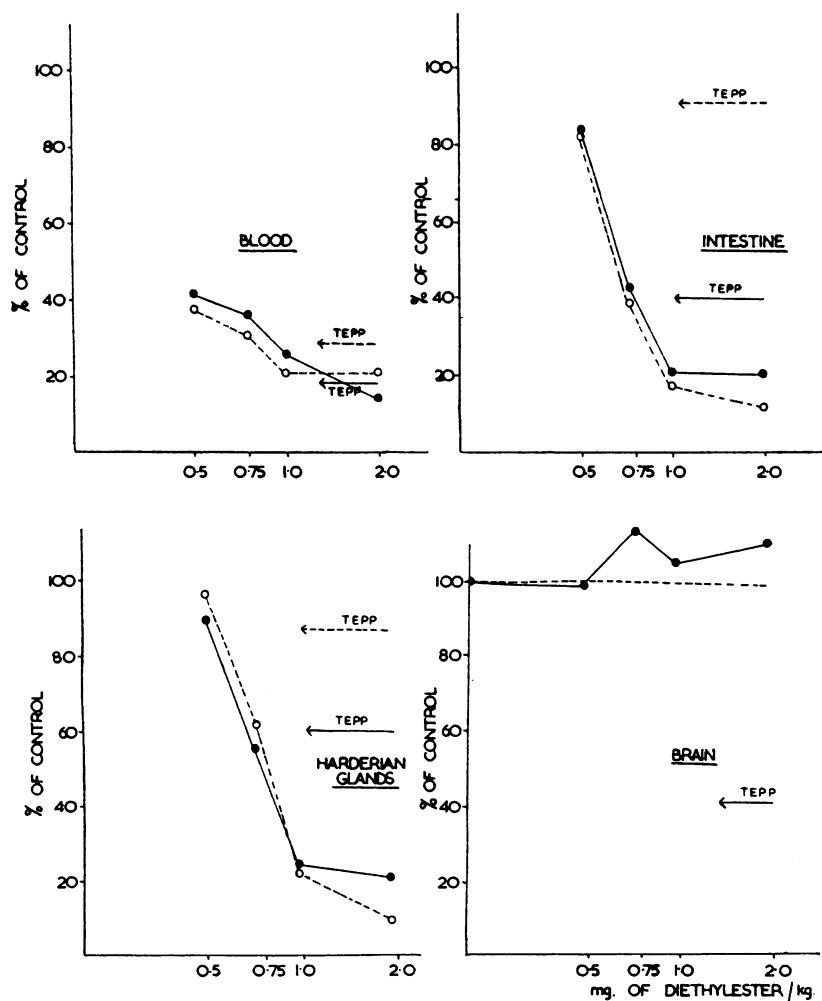 100
80
60
40
20
% OF CONTROL
BLOOD
TEPP
TEPP
0·5 0·75 1·0 2·0
100
80
60
40
20
% OF CONTROL
TEPP
INTESTINE
TEPP
0·5 0·75 1·0 2·0
100
80
60
40
20
% OF CONTROL
TEPP
TEPP
HARDERIAN
GLANDS
0·5 0·75 1·0 2·0
100
80
60
40
20
% OF CONTROL
BRAIN
TEPP
0·5 0·75 1·0 2·0
mg. OF DIETHYLESTER/kg.